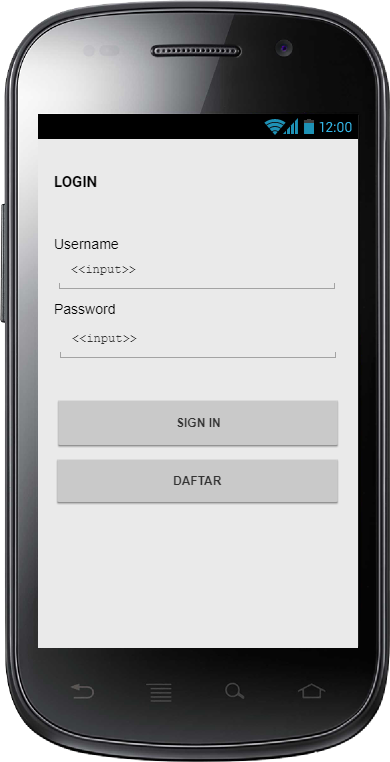 12:00
LOGIN
Username
<<input>>
Password
<<input>>
SIGN IN
DAFTAR